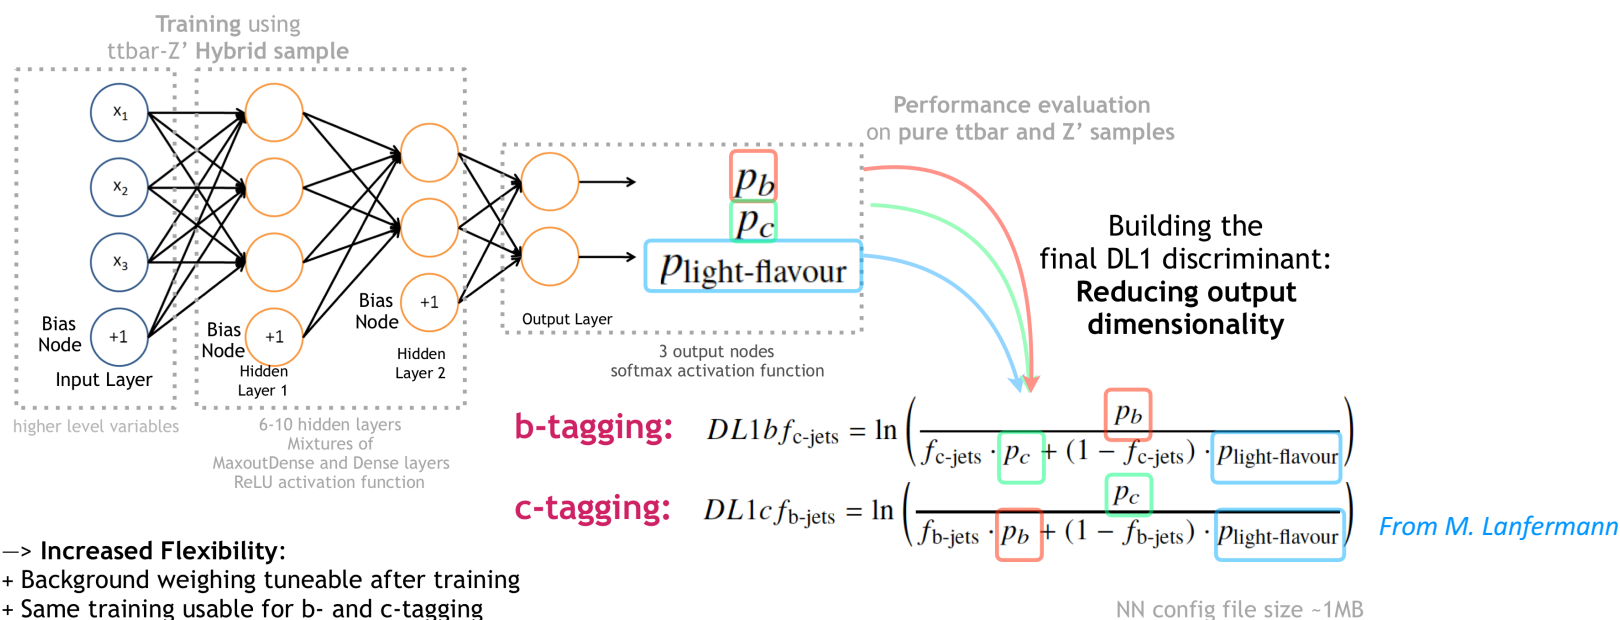 Training using
ttbar-Z’ Hybrid sample
x1
x2
x3
+1
Bias
Node
Input Layer
higher level variables
+1
Bias
Node
Hidden
Layer 1
+1
Bias
Node
Hidden
Layer 2
6-10 hidden layers
Mixtures of
MaxoutDense and Dense layers
ReLU activation function
Output Layer
p_b
p_c
p_light-flavour
3 output nodes
softmax activation function
Performance evaluation
on pure ttbar and Z’ samples
Building the
final DL1 discriminant:
Reducing output
dimensionality
b-tagging: DL1bf_c-jets = ln ( p_b / f_c-jets · p_c + (1 − f_c-jets) · p_light-flavour )
c-tagging: DL1cf_b-jets = ln ( p_c / f_b-jets · p_b + (1 − f_b-jets) · p_light-flavour )
From M. Lanfermann
—> Increased Flexibility:
+ Background weighing tuneable after training
+ Same training usable for b- and c-tagging
NN config file size ~1MB